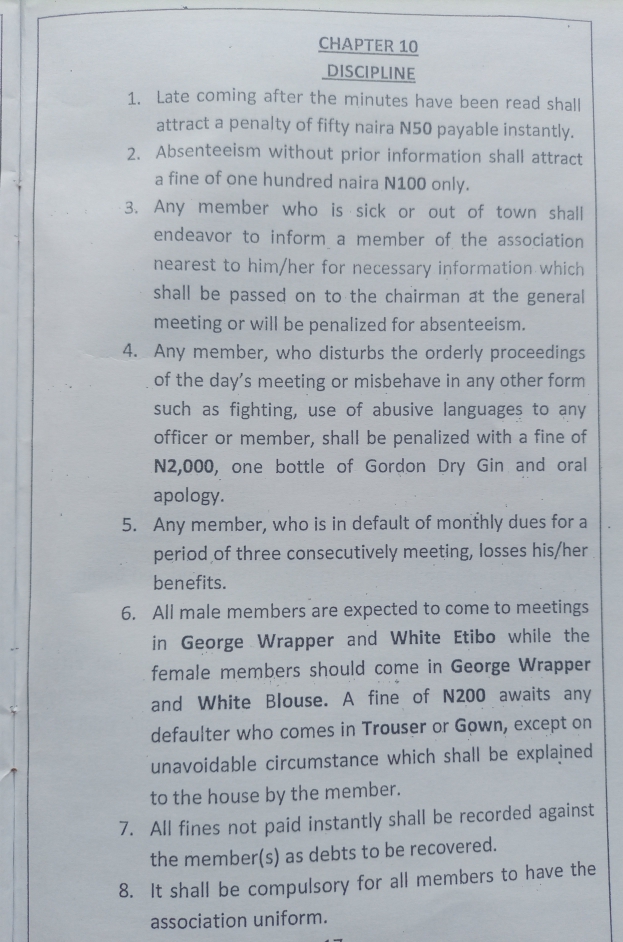 CHAPTER 10
DISCIPLINE
1. Late coming after the minutes have been read shall
attract a penalty of fifty naira N50 payable instantly.
2. Absenteeism without prior information shall attract
a fine of one hundred naira N100 only.
3. Any member who is sick or out of town shall
endeavor to inform a member of the association
nearest to him/her for necessary information which
shall be passed on to the chairman at the general
meeting or will be penalized for absenteeism.
4. Any member, who disturbs the orderly proceedings
of the day's meeting or misbehave in any other form
such as fighting, use of abusive languages to any
officer or member, shall be penalized with a fine of
N2,000, one bottle of Gordon Dry Gin and oral
apology.
5. Any member, who is in default of monthly dues for a
period of three consecutively meeting, losses his/her
benefits.
6. All male members are expected to come to meetings
in George Wrapper and White Etibo while the
female members should come in George Wrapper
and White Blouse. A fine of N200 awaits any
defaulter who comes in Trouser or Gown, except on
unavoidable circumstance which shall be explained
to the house by the member.
7. All fines not paid instantly shall be recorded against
the member(s) as debts to be recovered.
8. It shall be compulsory for all members to have the
association uniform.